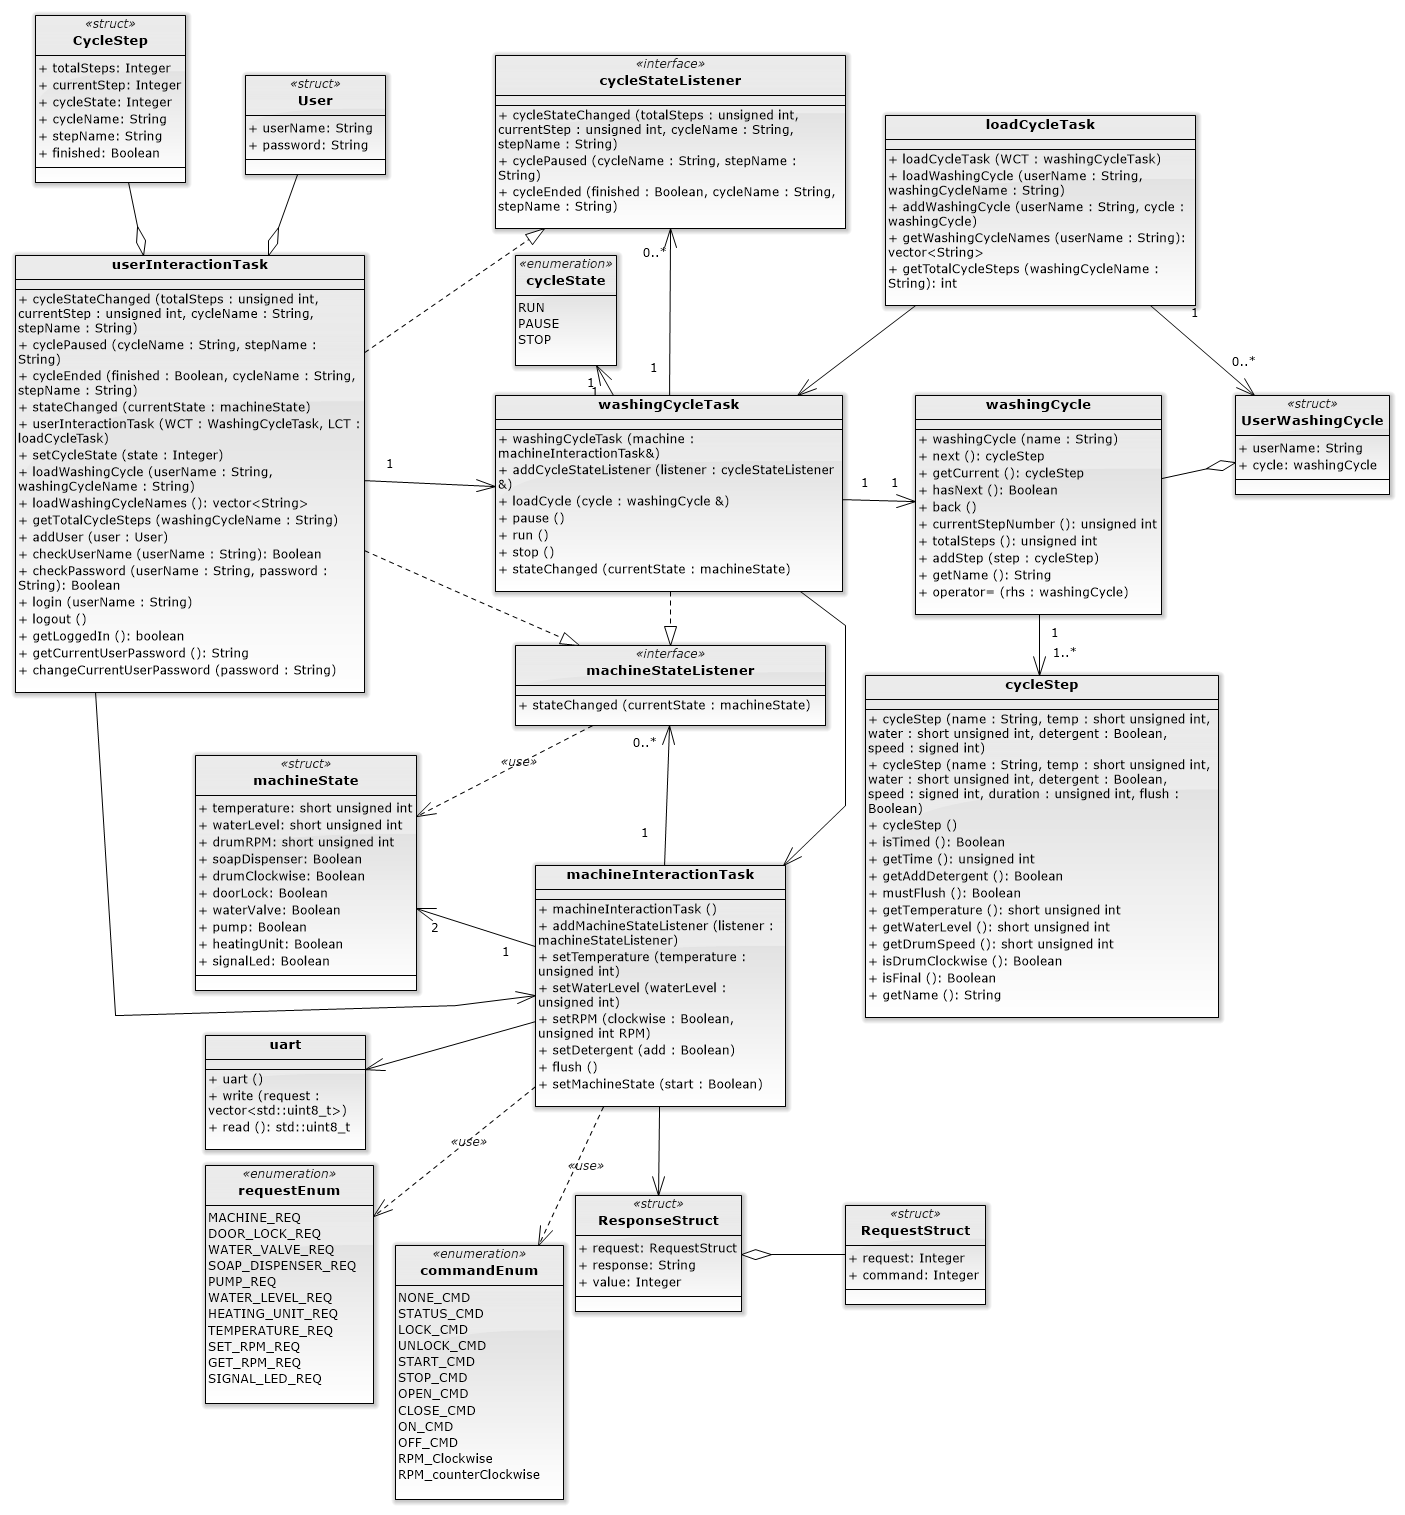 «struct»
CycleStep
+ totalSteps: Integer
+ currentStep: Integer
+ cycleState: Integer
+ cycleName: String
+ stepName: String
+ finished: Boolean
«struct»
User
+ userName: String
+ password: String
«interface»
cycleStateListener
+ cycleStateChanged (totalSteps : unsigned int,
currentStep : unsigned int, cycleName : String,
stepName : String)
+ cyclePaused (cycleName : String, stepName :
String)
+ cycleEnded (finished : Boolean, cycleName : String,
stepName : String)
loadCycleTask
+ loadCycleTask (WCT : washingCycleTask)
+ loadWashingCycle (userName : String,
washingCycleName : String)
+ addWashingCycle (userName : String, cycle :
washingCycle)
+ getWashingCycleNames (userName : String):
vector<String>
+ getTotalCycleSteps (washingCycleName :
String): int
userInteractionTask
+ cycleStateChanged (totalSteps : unsigned int,
currentStep : unsigned int, cycleName : String,
stepName : String)
+ cyclePaused (cycleName : String, stepName :
String)
+ cycleEnded (finished : Boolean, cycleName : String,
stepName : String)
+ stateChanged (currentState : machineState)
+ userInteractionTask (WCT : WashingCycleTask, LCT :
loadCycleTask)
+ setCycleState (state : Integer)
+ loadWashingCycle (userName : String,
washingCycleName : String)
+ loadWashingCycleNames (): vector<String>
+ getTotalCycleSteps (washingCycleName : String)
+ addUser (user : User)
+ checkUserName (userName : String): Boolean
+ checkPassword (userName : String, password :
String): Boolean
+ login (userName : String)
+ logout ()
+ getLoggedIn (): boolean
+ getCurrentUserPassword (): String
+ changeCurrentUserPassword (password : String)
«enumeration»
cycleState
RUN
PAUSE
STOP
0..*
1
1
1
1
0..*
1
washingCycleTask
+ washingCycleTask (machine :
machineInteractionTask&)
+ addCycleStateListener (listener : cycleStateListener
&)
+ loadCycle (cycle : washingCycle &)
+ pause ()
+ run ()
+ stop ()
+ stateChanged (currentState : machineState)
1
1
washingCycle
+ washingCycle (name : String)
+ next (): cycleStep
+ getCurrent (): cycleStep
+ hasNext (): Boolean
+ back ()
+ currentStepNumber (): unsigned int
+ totalSteps (): unsigned int
+ addStep (step : cycleStep)
+ getName (): String
+ operator= (rhs : washingCycle)
«struct»
UserWashingCycle
+ userName: String
+ cycle: washingCycle
1
1..*
«interface»
machineStateListener
+ stateChanged (currentState : machineState)
cycleStep
+ cycleStep (name : String, temp : short unsigned int,
water : short unsigned int, detergent : Boolean,
speed : signed int)
+ cycleStep (name : String, temp : short unsigned int,
water : short unsigned int, detergent : Boolean,
speed : signed int, duration : unsigned int, flush :
Boolean)
+ cycleStep ()
+ isTimed (): Boolean
+ getTime (): unsigned int
+ getAddDetergent (): Boolean
+ mustFlush (): Boolean
+ getTemperature (): short unsigned int
+ getWaterLevel (): short unsigned int
+ getDrumSpeed (): short unsigned int
+ isDrumClockwise (): Boolean
+ isFinal (): Boolean
+ getName (): String
0..*
«use»
1
«struct»
machineState
+ temperature: short unsigned int
+ waterLevel: short unsigned int
+ drumRPM: short unsigned int
+ soapDispenser: Boolean
+ drumClockwise: Boolean
+ doorLock: Boolean
+ waterValve: Boolean
+ pump: Boolean
+ heatingUnit: Boolean
+ signalLed: Boolean
2
1
machineInteractionTask
+ machineInteractionTask ()
+ addMachineStateListener (listener :
machineStateListener)
+ setTemperature (temperature :
unsigned int)
+ setWaterLevel (waterLevel :
unsigned int)
+ setRPM (clockwise : Boolean,
unsigned int RPM)
+ setDetergent (add : Boolean)
+ flush ()
+ setMachineState (start : Boolean)
uart
+ uart ()
+ write (request :
vector<std::uint8_t>)
+ read (): std::uint8_t
«use»
«use»
«enumeration»
requestEnum
MACHINE_REQ
DOOR_LOCK_REQ
WATER_VALVE_REQ
SOAP_DISPENSER_REQ
PUMP_REQ
WATER_LEVEL_REQ
HEATING_UNIT_REQ
TEMPERATURE_REQ
SET_RPM_REQ
GET_RPM_REQ
SIGNAL_LED_REQ
«enumeration»
commandEnum
NONE_CMD
STATUS_CMD
LOCK_CMD
UNLOCK_CMD
START_CMD
STOP_CMD
OPEN_CMD
CLOSE_CMD
ON_CMD
OFF_CMD
RPM_Clockwise
RPM_counterClockwise
«struct»
ResponseStruct
+ request: RequestStruct
+ response: String
+ value: Integer
«struct»
RequestStruct
+ request: Integer
+ command: Integer